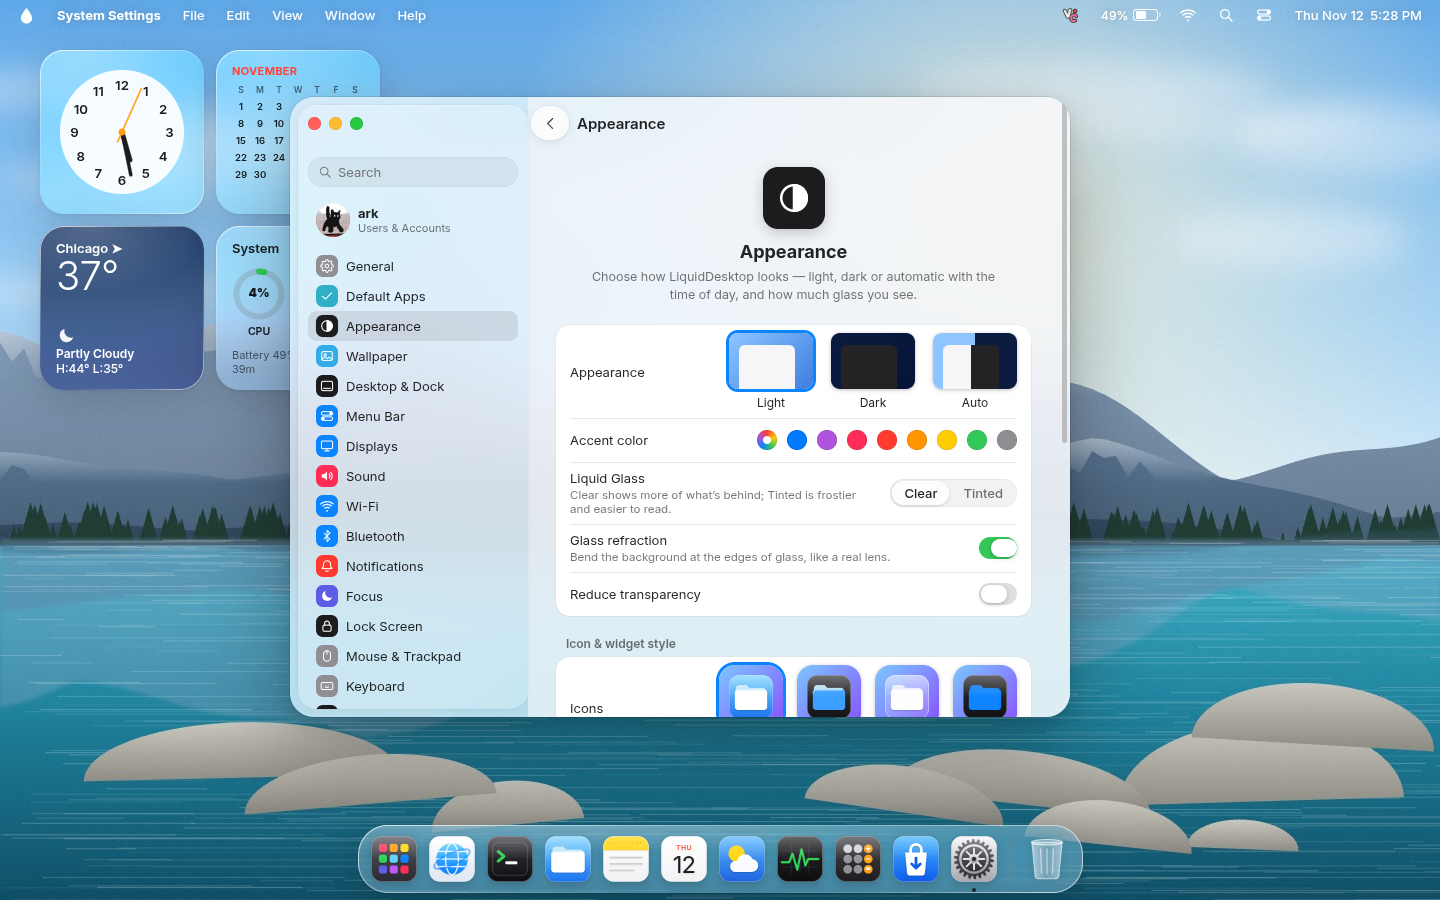 System Settings File Edit View Window Help
49% Thu Nov 12 5:28 PM
12 1 2 3 4 5 6 7 8 9 10 11
NOVEMBER
S M T W T F S
1 2 3
8 9 10
15 16 17
22 23 24
29 30
Chicago
37°
Partly Cloudy
H:44° L:35°
System
4%
CPU
Battery 49%
39m
Search
ark
Users & Accounts
General
Default Apps
Appearance
Wallpaper
Desktop & Dock
Menu Bar
Displays
Sound
Wi-Fi
Bluetooth
Notifications
Focus
Lock Screen
Mouse & Trackpad
Keyboard
Appearance
Appearance
Choose how LiquidDesktop looks — light, dark or automatic with the
time of day, and how much glass you see.
Appearance
Light Dark Auto
Accent color
Liquid Glass
Clear shows more of what’s behind; Tinted is frostier
and easier to read.
Clear Tinted
Glass refraction
Bend the background at the edges of glass, like a real lens.
Reduce transparency
Icon & widget style
Icons
THU
12